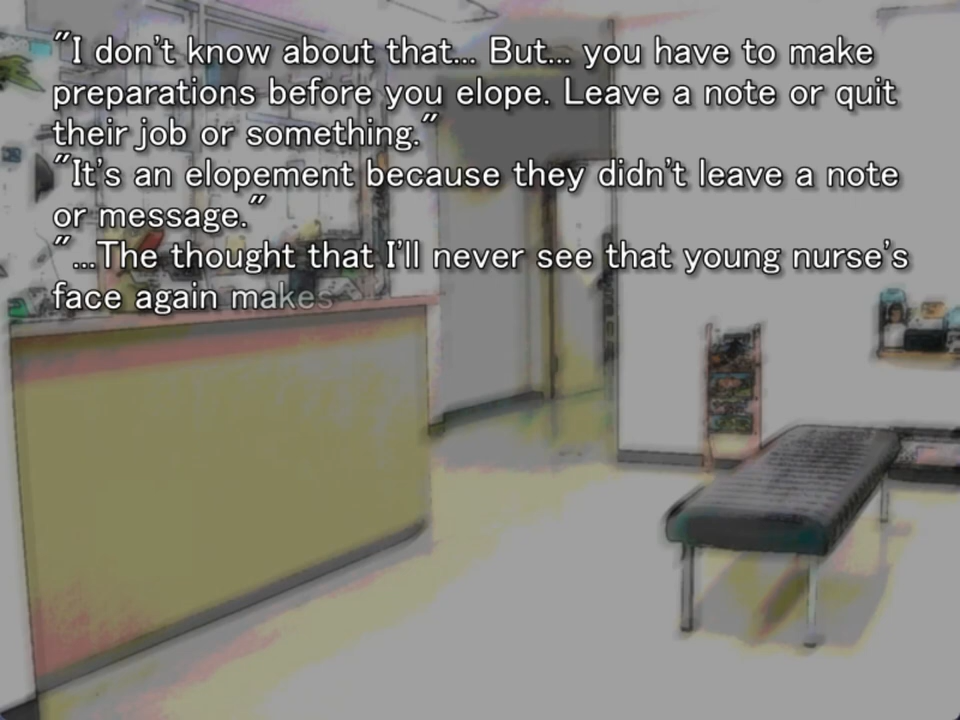 "I don't know about that... But... you have to make
preparations before you elope. Leave a note or quit
their job or something."
"It's an elopement because they didn't leave a note
or message."
"...The thought that I'll never see that young nurse's
face again makes